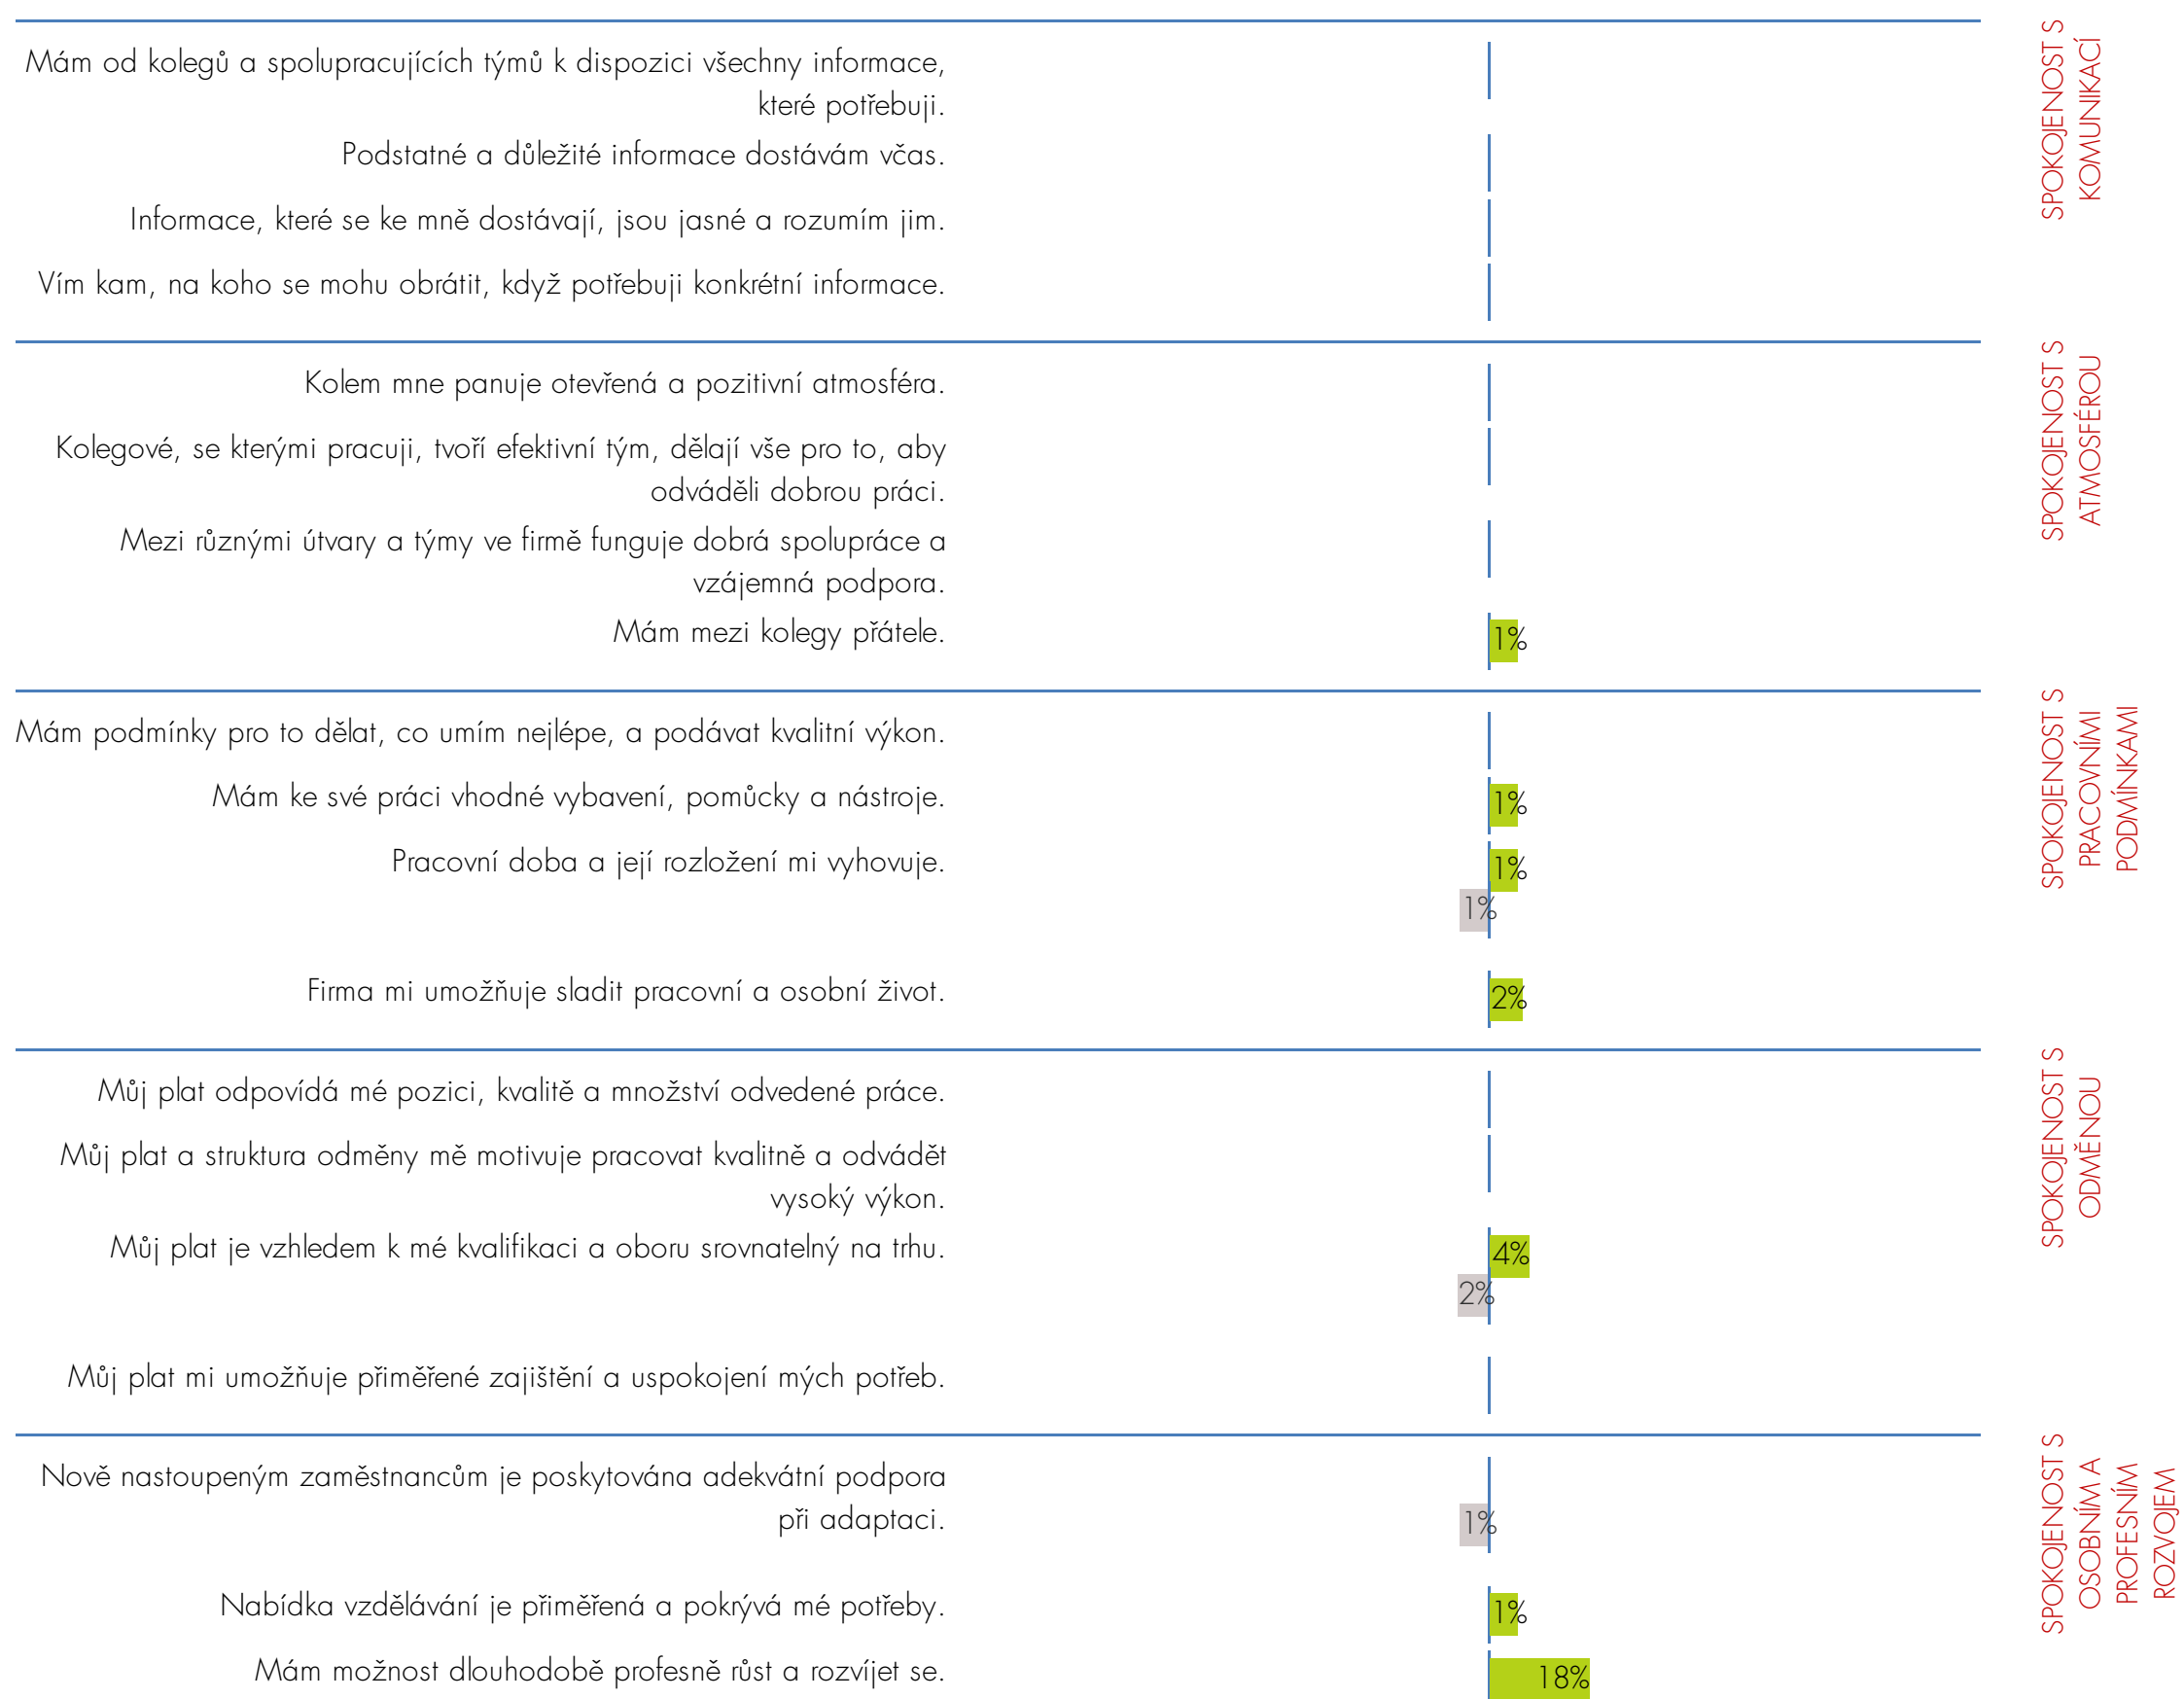 SPOKOJENOST S
KOMUNIKACÍ
Mám od kolegů a spolupracujících týmů k dispozici všechny informace,
které potřebuji.
Podstatné a důležité informace dostávám včas.
Informace, které se ke mně dostávají, jsou jasné a rozumím jim.
Vím kam, na koho se mohu obrátit, když potřebuji konkrétní informace.
SPOKOJENOST S
ATMOSFÉROU
Kolem mne panuje otevřená a pozitivní atmosféra.
Kolegové, se kterými pracuji, tvoří efektivní tým, dělají vše pro to, aby
odváděli dobrou práci.
Mezi různými útvary a týmy ve firmě funguje dobrá spolupráce a
vzájemná podpora.
Mám mezi kolegy přátele.
1%
SPOKOJENOST S
PRACOVNÍMI
PODMÍNKAMI
Mám podmínky pro to dělat, co umím nejlépe, a podávat kvalitní výkon.
Mám ke své práci vhodné vybavení, pomůcky a nástroje.
1%
Pracovní doba a její rozložení mi vyhovuje.
1%
1%
Firma mi umožňuje sladit pracovní a osobní život.
2%
SPOKOJENOST S
ODMĚNOU
Můj plat odpovídá mé pozici, kvalitě a množství odvedené práce.
Můj plat a struktura odměny mě motivuje pracovat kvalitně a odvádět
vysoký výkon.
Můj plat je vzhledem k mé kvalifikaci a oboru srovnatelný na trhu.
4%
2%
Můj plat mi umožňuje přiměřené zajištění a uspokojení mých potřeb.
SPOKOJENOST S
OSOBNÍM A
PROFESNÍM
ROZVOJEM
Nově nastoupeným zaměstnancům je poskytována adekvátní podpora
při adaptaci.
1%
Nabídka vzdělávání je přiměřená a pokrývá mé potřeby.
1%
Mám možnost dlouhodobě profesně růst a rozvíjet se.
18%